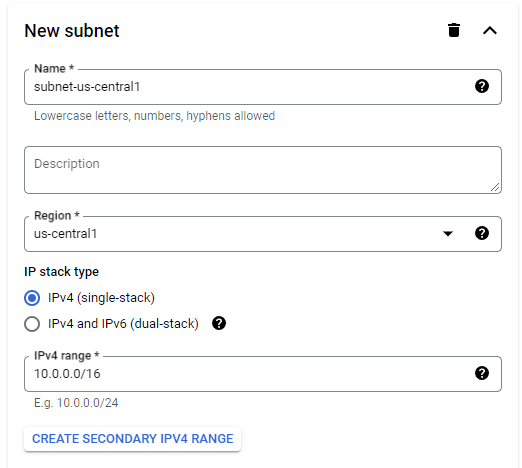 New subnet
Name *
subnet-us-central1
Lowercase letters, numbers, hyphens allowed
Description
Region *
us-central1
IP stack type
IPv4 (single-stack)
IPv4 and IPv6 (dual-stack)
IPv4 range *
10.0.0.0/16
E.g. 10.0.0.0/24
CREATE SECONDARY IPV4 RANGE